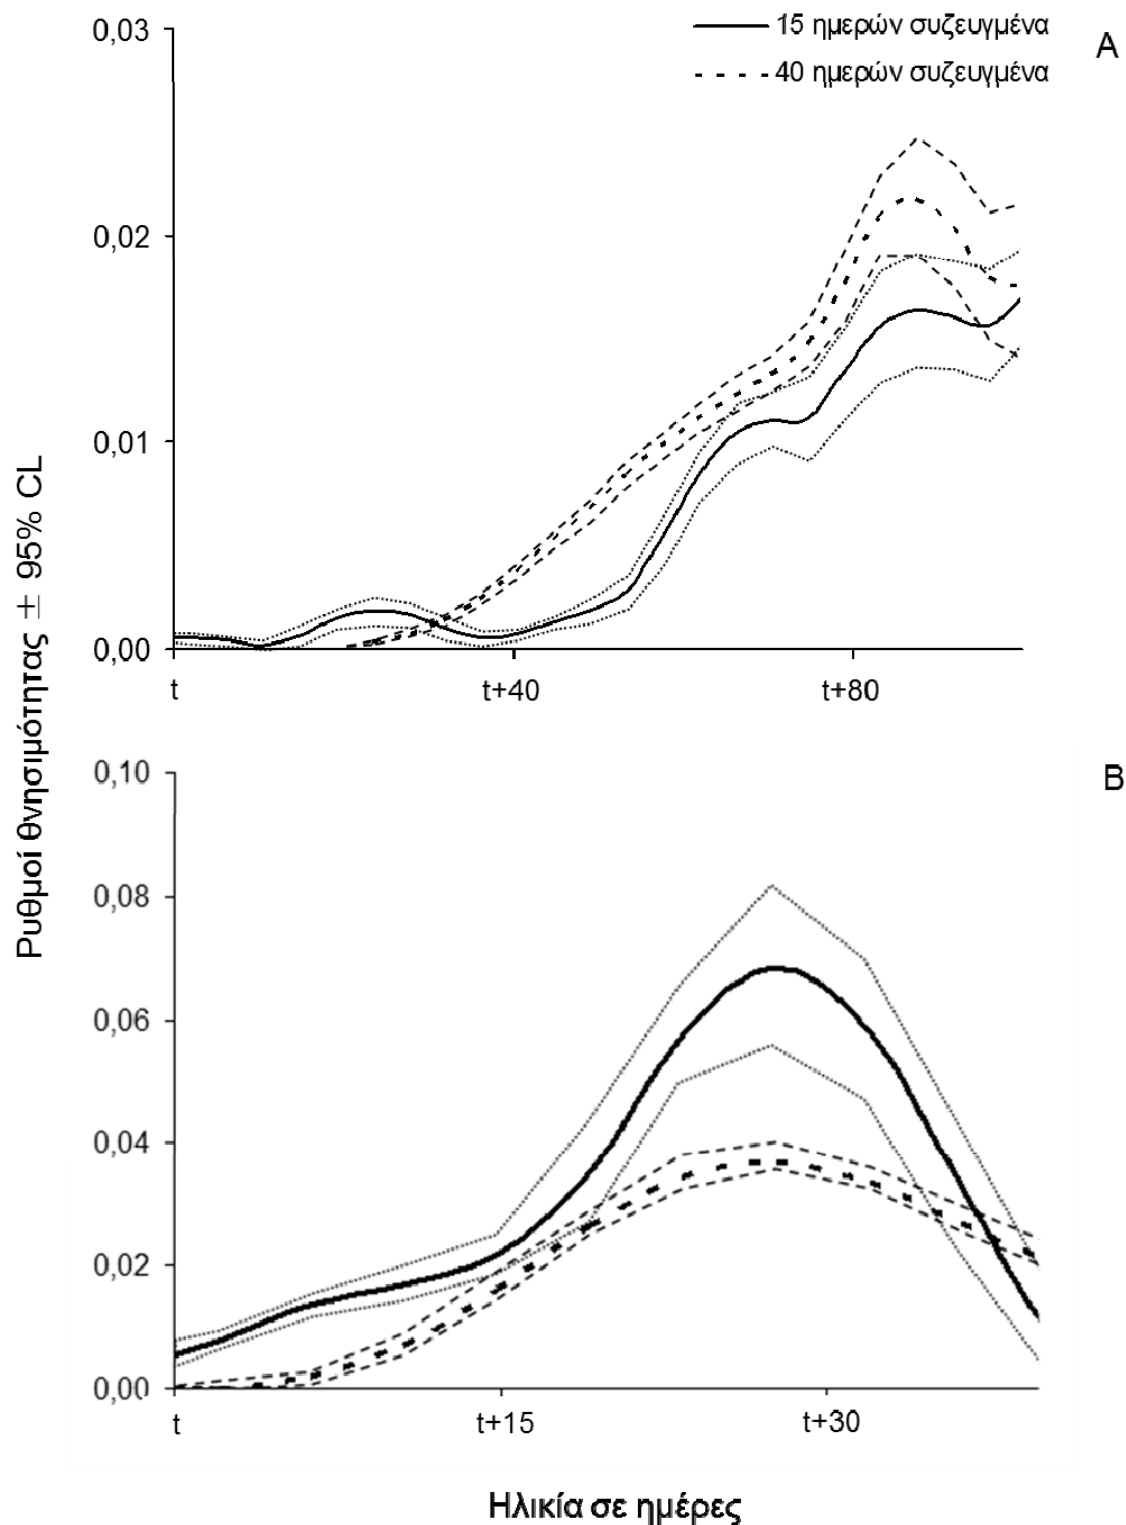 0,03
15 ημερών συζευγμένα
A
40 ημερών συζευγμένα
0,02
0,01
0,00
t
t+40
t+80
Ρυθμοί θνησιμότητας ± 95% CL
0,10
B
0,08
0,06
0,04
0,02
0,00
t
t+15
t+30
Ηλικία σε ημέρες